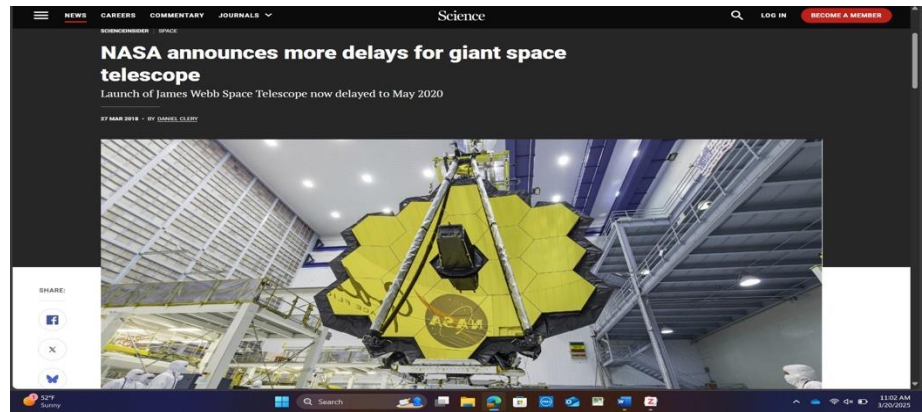 NEWS CAREERS COMMENTARY JOURNALS Science LOG IN BECOME A MEMBER
SCIENCEINSIDER SPACE
NASA announces more delays for giant space
telescope
Launch of James Webb Space Telescope now delayed to May 2020
27 MAR 2018 • BY DANIEL CLERY
NASA
SHARE:
52°F
Sunny
Search
11:02 AM
3/20/2025